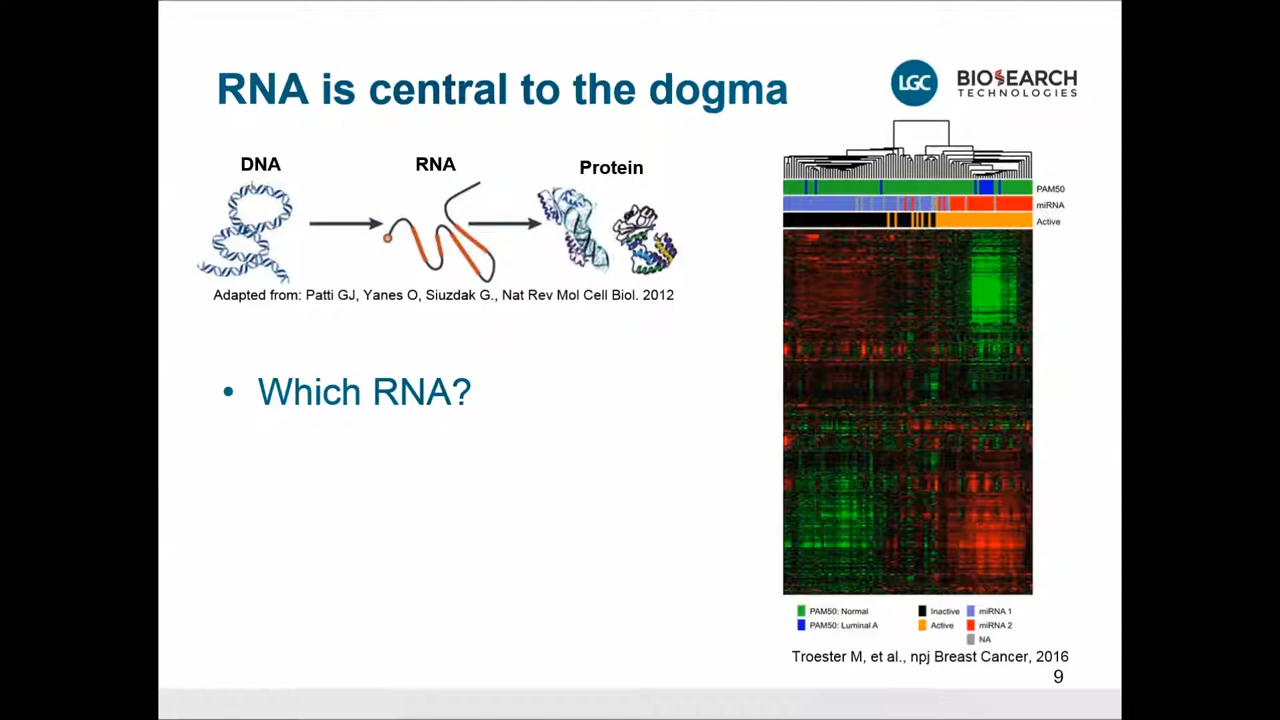 RNA is central to the dogma
LGC
BIOSEARCH
TECHNOLOGIES
DNA
RNA
Protein
Adapted from: Patti GJ, Yanes O, Siuzdak G., Nat Rev Mol Cell Biol. 2012
• Which RNA?
PAM50
miRNA
Active
PAM50: Normal
Inactive
miRNA 1
PAM50: Luminal A
Active
miRNA 2
NA
Troester M, et al., npj Breast Cancer, 2016
9